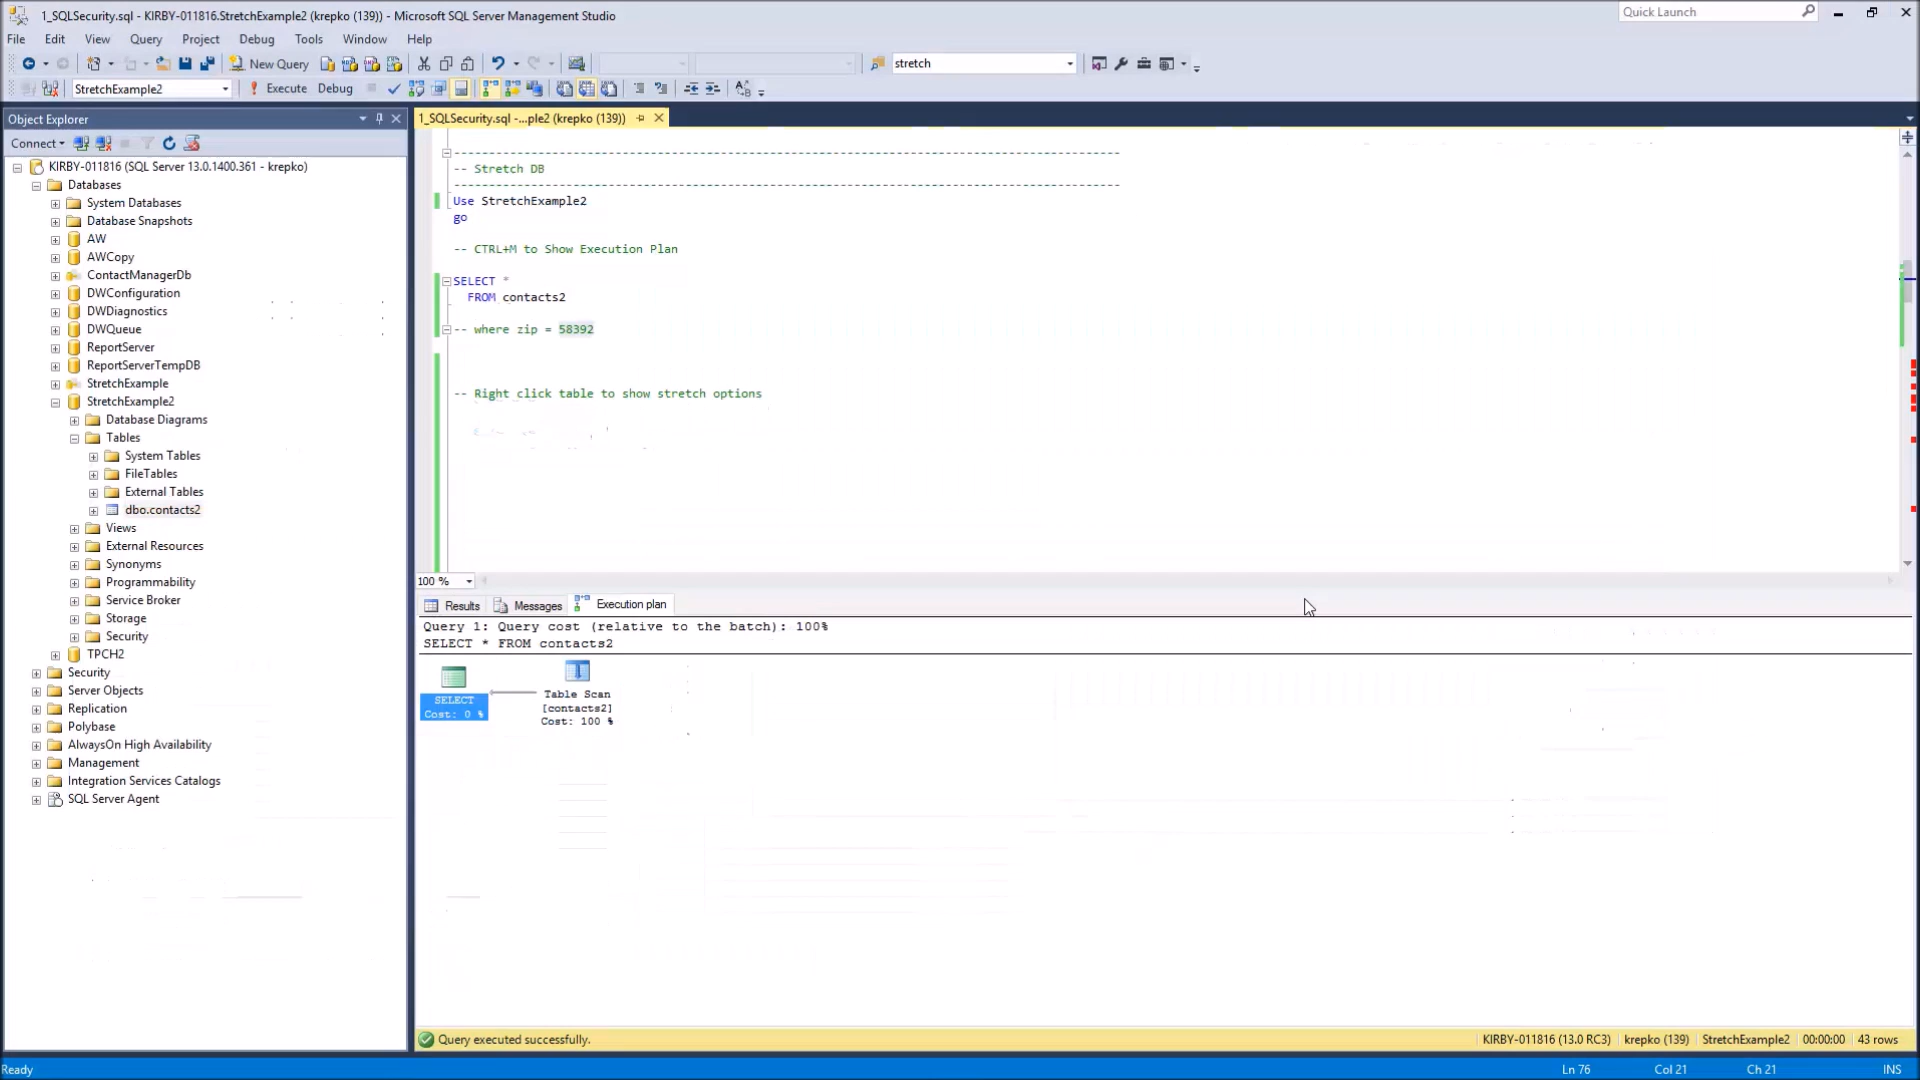 1_SQLSecurity.sql - KIRBY-011816.StretchExample2 (krepko (139)) - Microsoft SQL Server Management Studio
Quick Launch
File Edit View Query Project Debug Tools Window Help
New Query
stretch
StretchExample2
! Execute Debug
Object Explorer
1_SQLSecurity.sql -...ple2 (krepko (139))
Connect
KIRBY-011816 (SQL Server 13.0.1400.361 - krepko)
Databases
System Databases
Database Snapshots
AW
AWCopy
ContactManagerDb
DWConfiguration
DWDiagnostics
DWQueue
ReportServer
ReportServerTempDB
StretchExample
StretchExample2
Database Diagrams
Tables
System Tables
FileTables
External Tables
dbo.contacts2
Views
External Resources
Synonyms
Programmability
Service Broker
Storage
Security
TPCH2
Security
Server Objects
Replication
Polybase
AlwaysOn High Availability
Management
Integration Services Catalogs
SQL Server Agent
-- Stretch DB
Use StretchExample2
go
-- CTRL+M to Show Execution Plan
SELECT *
FROM contacts2
-- where zip = 58392
-- Right click table to show stretch options
100 %
Results Messages Execution plan
Query 1: Query cost (relative to the batch): 100%
SELECT * FROM contacts2
SELECT
Cost: 0 %
Table Scan
[contacts2]
Cost: 100 %
Query executed successfully.
KIRBY-011816 (13.0 RC3) krepko (139) StretchExample2 00:00:00 43 rows
Ready
Ln 76 Col 21 Ch 21 INS